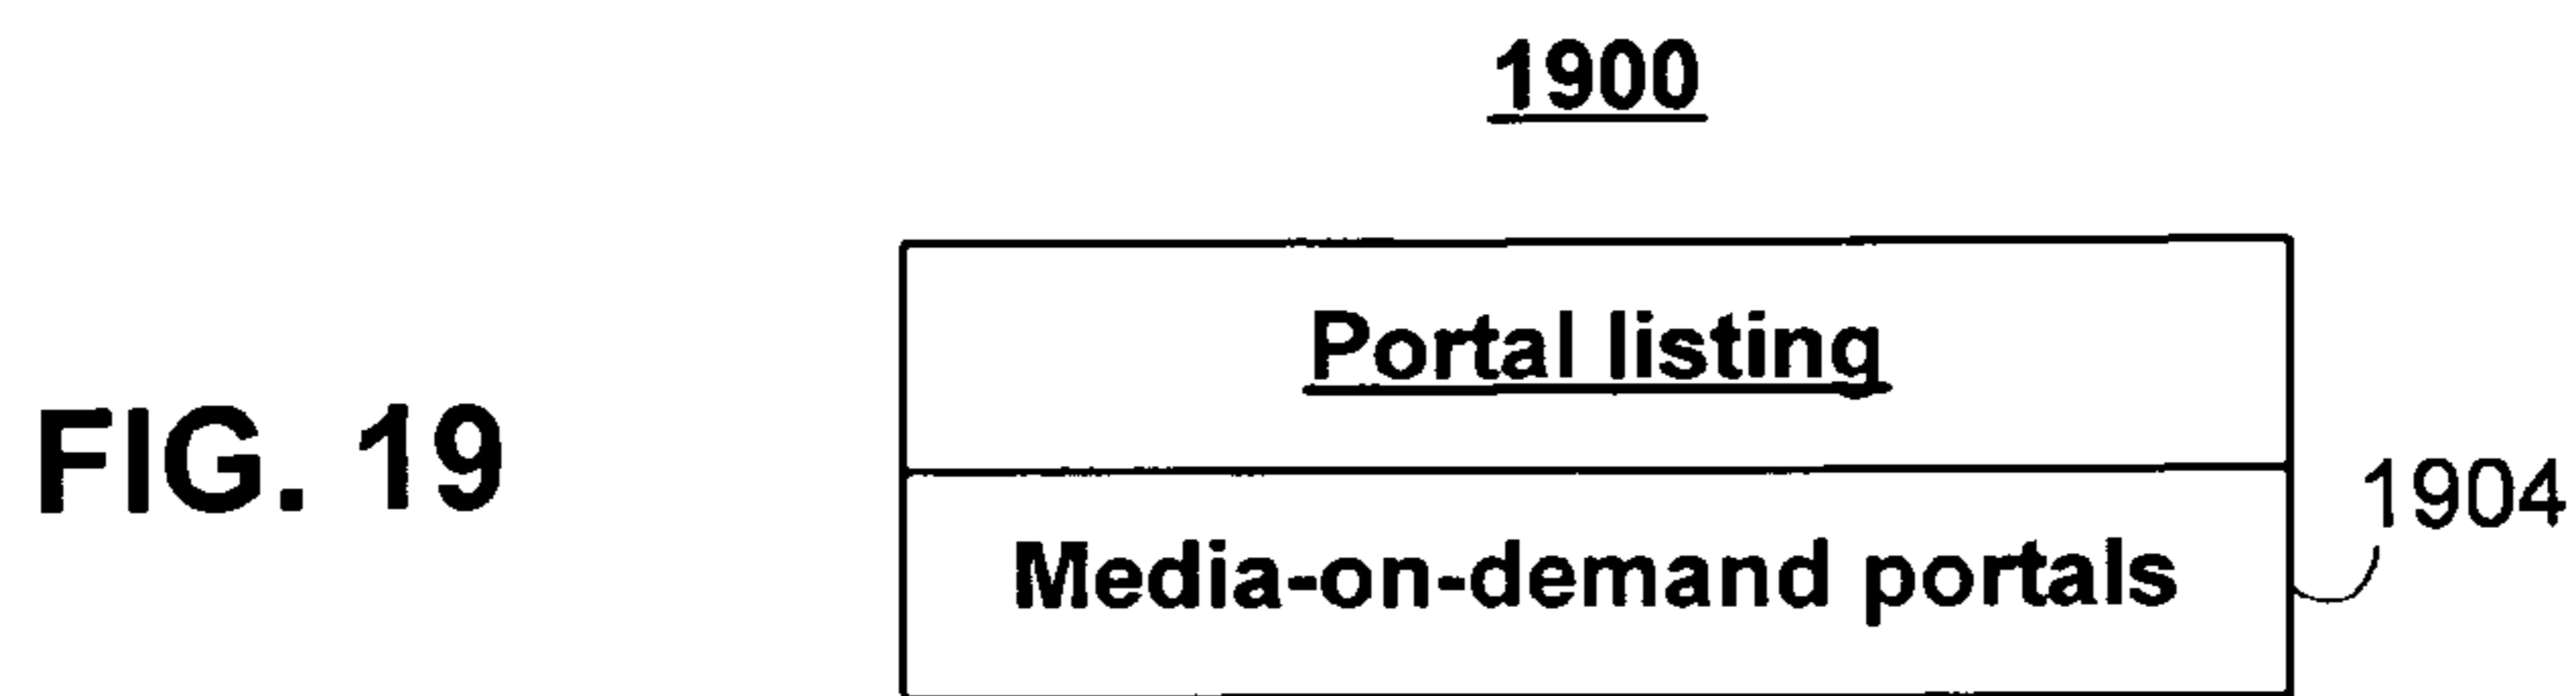 1900
Portal listing
FIG. 19
1904
Media-on-demand portals